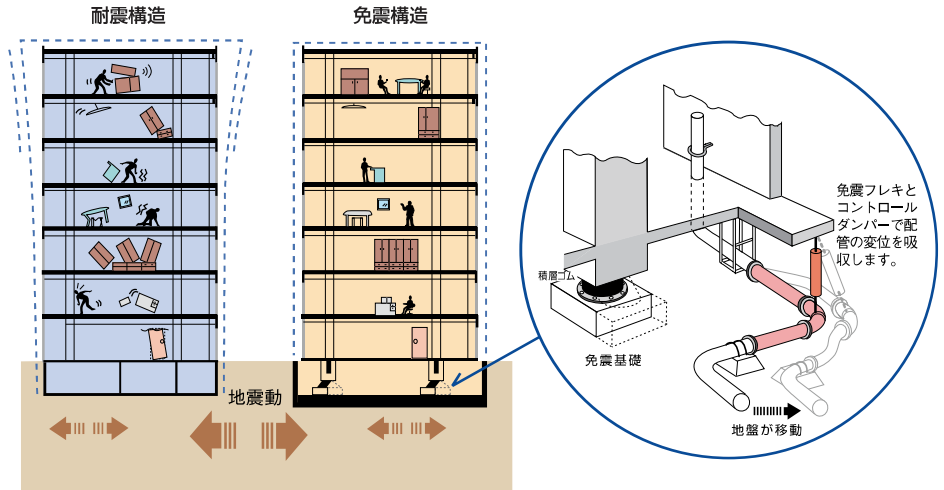 耐震構造
免震構造
免震フレキと
コントロール
ダンパーで配
管の変位を吸
収します。
積層ゴム
免震基礎
地震動
地盤が移動